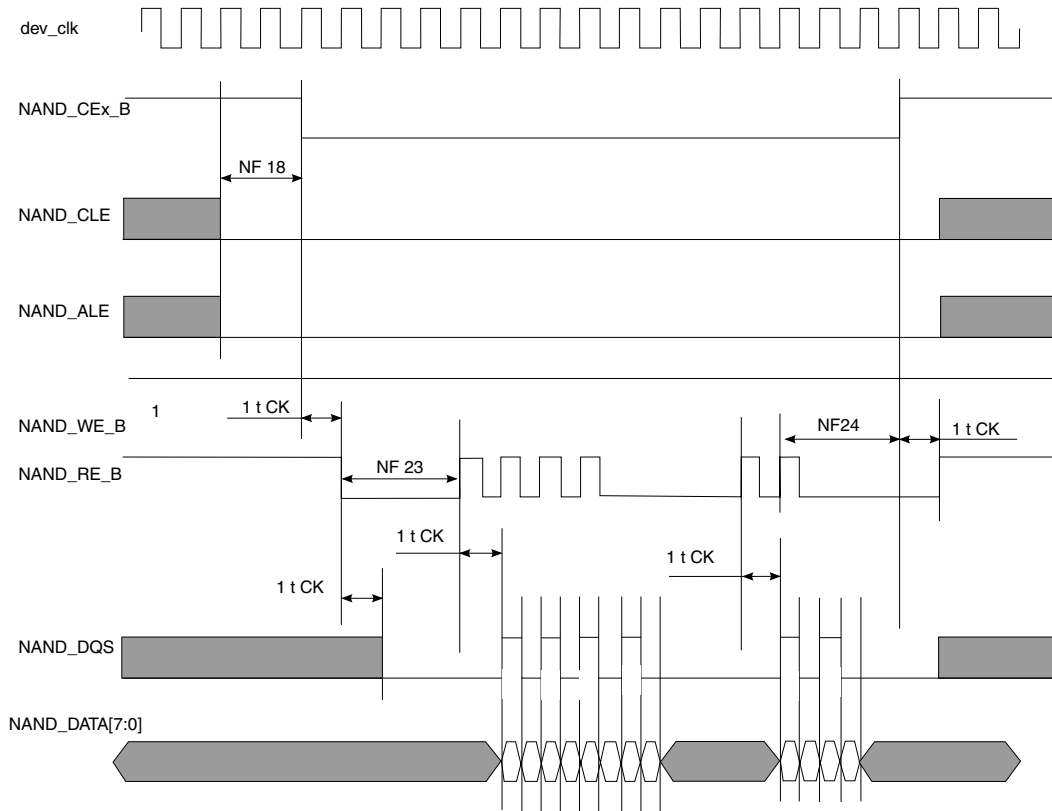 dev_clk
NAND_CEx_B
NF 18
NAND_CLE
NAND_ALE
1
1 t CK
NAND_WE_B
NF24
1 t CK
NAND_RE_B
NF 23
1 t CK
1 t CK
1 t CK
NAND_DQS
NAND_DATA[7:0]